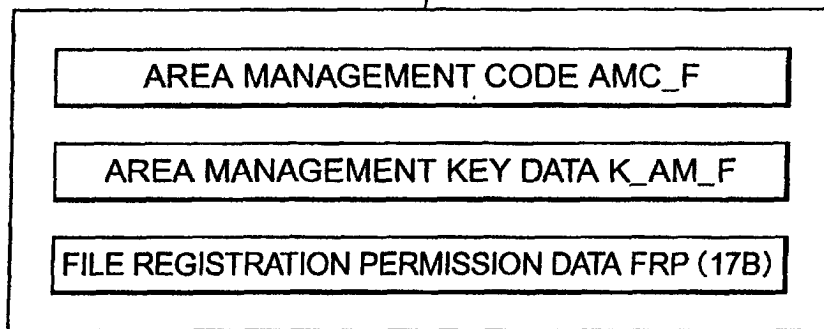 AREA MANAGEMENT CODE AMC_F
AREA MANAGEMENT KEY DATA K_AM_F
FILE REGISTRATION PERMISSION DATA FRP (17B)